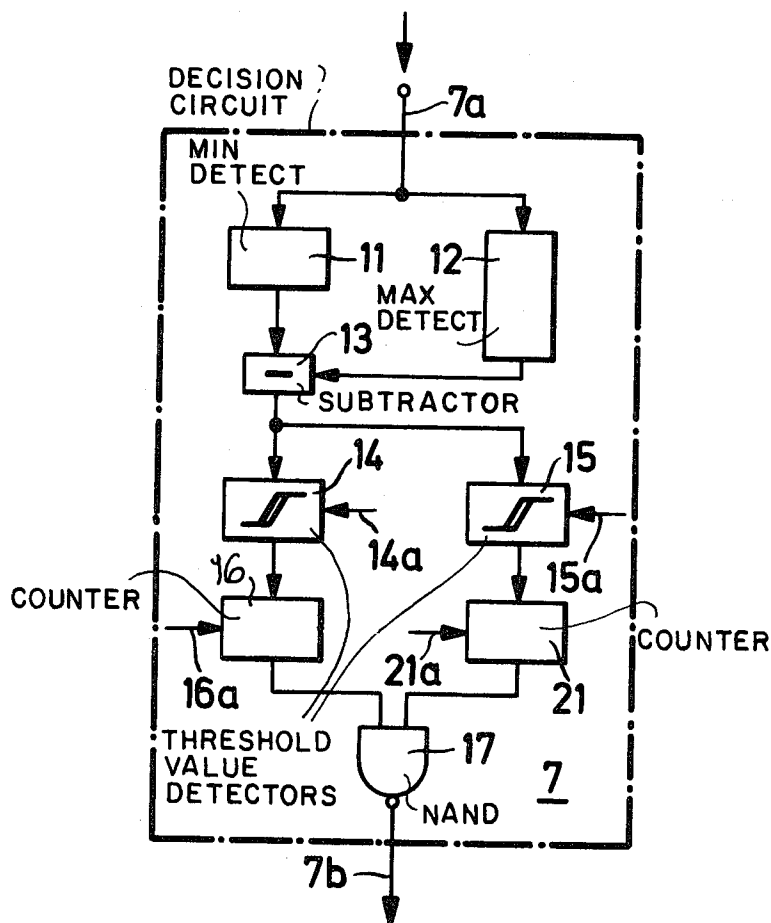 DECISION
CIRCUIT
7a
MIN
DETECT
11
12
MAX
DETECT
13
SUBTRACTOR
14
15
14a
15a
COUNTER
16
16a
21a
21
COUNTER
THRESHOLD
VALUE
DETECTORS
17
NAND
7
7b